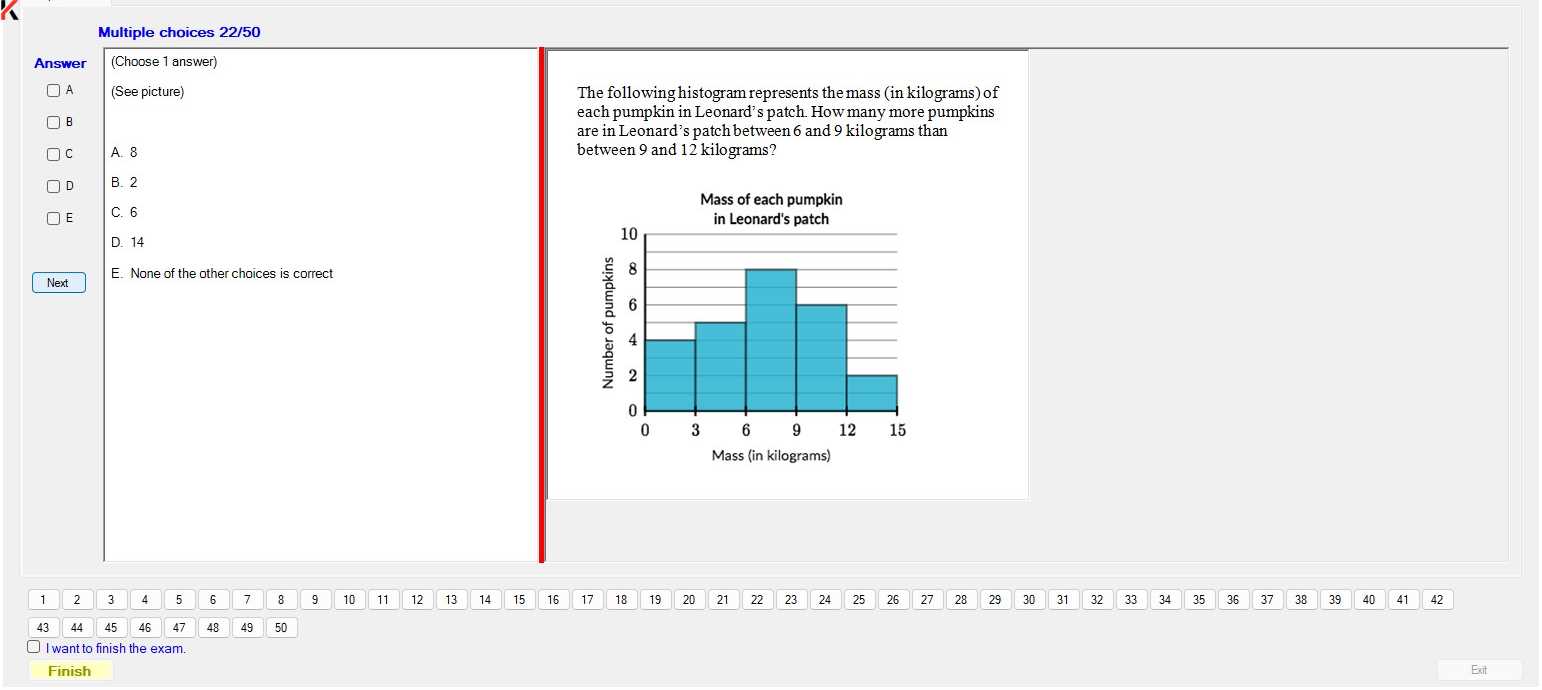 Multiple choices 22/50
Answer
A
B
C
D
E
Next
(Choose 1 answer)
(See picture)
A. 8
B. 2
C. 6
D. 14
E. None of the other choices is correct
The following histogram represents the mass (in kilograms) of
each pumpkin in Leonard's patch. How many more pumpkins
are in Leonard's patch between 6 and 9 kilograms than
between 9 and 12 kilograms?
Mass of each pumpkin
in Leonard's patch
Number of pumpkins
10
8
6
4
2
0
0 3 6 9 12 15
Mass (in kilograms)
1 2 3 4 5 6 7 8 9 10 11 12 13 14 15 16 17 18 19 20 21 22 23 24 25 26 27 28 29 30 31 32 33 34 35 36 37 38 39 40 41 42
43 44 45 46 47 48 49 50
I want to finish the exam.
Finish
Exit